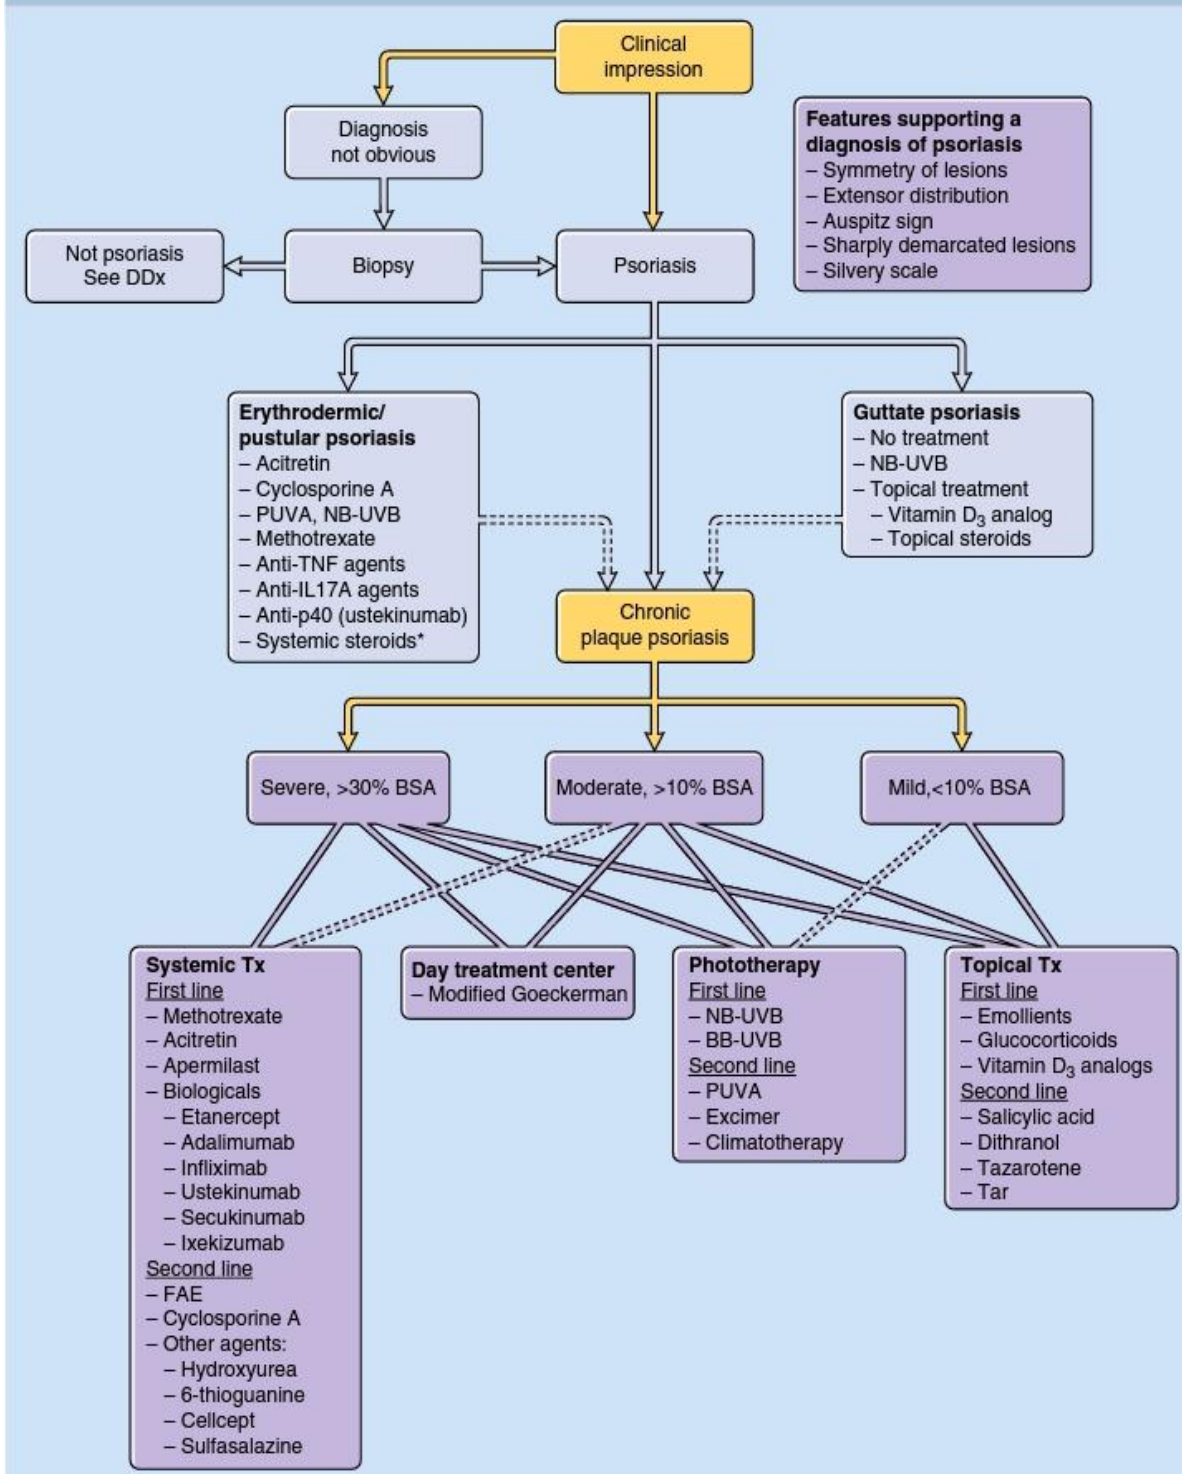 Clinical
impression
Diagnosis
not obvious
Features supporting a
diagnosis of psoriasis
– Symmetry of lesions
– Extensor distribution
– Auspitz sign
– Sharply demarcated lesions
– Silvery scale
Not psoriasis
See DDx
Biopsy
Psoriasis
Erythrodermic/
pustular psoriasis
– Acitretin
– Cyclosporine A
– PUVA, NB-UVB
– Methotrexate
– Anti-TNF agents
– Anti-IL17A agents
– Anti-p40 (ustekinumab)
– Systemic steroids*
Guttate psoriasis
– No treatment
– NB-UVB
– Topical treatment
– Vitamin D₃ analog
– Topical steroids
Chronic
plaque psoriasis
Severe, >30% BSA
Moderate, >10% BSA
Mild,<10% BSA
Systemic Tx
First line
– Methotrexate
– Acitretin
– Apermilast
– Biologicals
– Etanercept
– Adalimumab
– Infliximab
– Ustekinumab
– Secukinumab
– Ixekizumab
Second line
– FAE
– Cyclosporine A
– Other agents:
– Hydroxyurea
– 6-thioguanine
– Cellcept
– Sulfasalazine
Day treatment center
– Modified Goeckerman
Phototherapy
First line
– NB-UVB
– BB-UVB
Second line
– PUVA
– Excimer
– Climatotherapy
Topical Tx
First line
– Emollients
– Glucocorticoids
– Vitamin D₃ analogs
Second line
– Salicylic acid
– Dithranol
– Tazarotene
– Tar